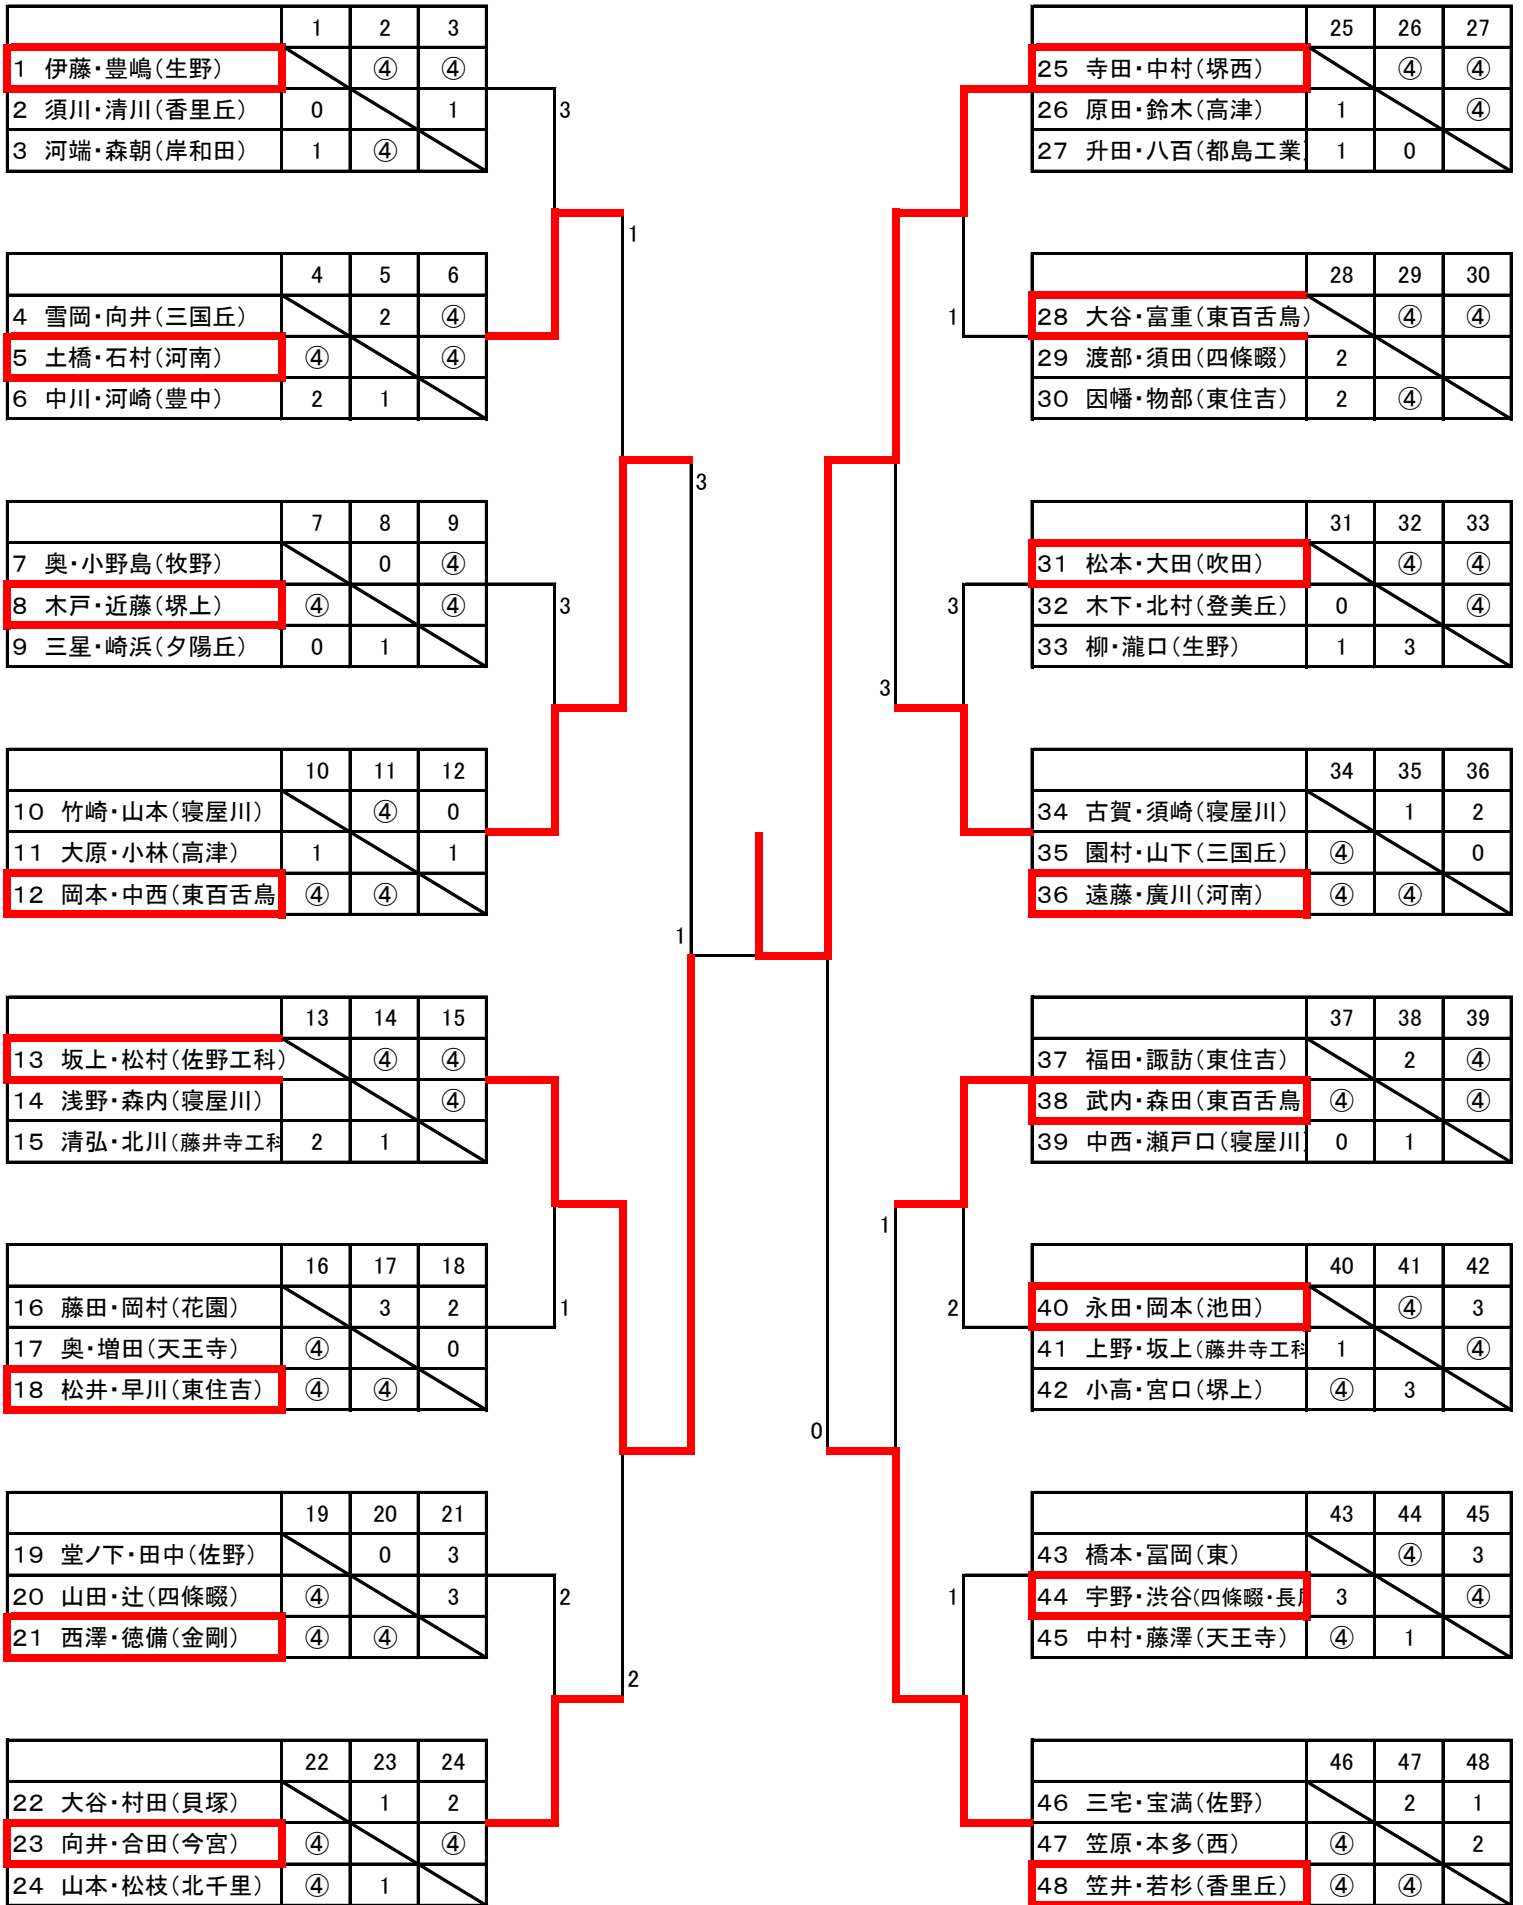 1 2 3
1 伊藤・豊嶋(生野) ④ ④
2 須川・清川(香里丘) 0 1
3 河端・森朝(岸和田) 1 ④
3
1
4 5 6
4 雪岡・向井(三国丘) 2 ④
5 土橋・石村(河南) ④ ④
6 中川・河崎(豊中) 2 1
3
7 8 9
7 奥・小野島(牧野) 0 ④
8 木戸・近藤(堺上) ④ ④
9 三星・崎浜(夕陽丘) 0 1
3
10 11 12
10 竹崎・山本(寝屋川) ④ 0
11 大原・小林(高津) 1 1
12 岡本・中西(東百舌鳥 ④ ④
1
13 14 15
13 坂上・松村(佐野工科) ④ ④
14 浅野・森内(寝屋川) ④
15 清弘・北川(藤井寺工科 2 1
16 17 18
16 藤田・岡村(花園) 3 2
17 奥・増田(天王寺) ④ 0
18 松井・早川(東住吉) ④ ④
1
19 20 21
19 堂ノ下・田中(佐野) 0 3
20 山田・辻(四條畷) ④ 3
21 西澤・徳備(金剛) ④ ④
2
2
22 23 24
22 大谷・村田(貝塚) 1 2
23 向井・合田(今宮) ④ ④
24 山本・松枝(北千里) ④ 1
25 26 27
25 寺田・中村(堺西) ④ ④
26 原田・鈴木(高津) 1 ④
27 升田・八百(都島工業) 1 0
28 29 30
28 大谷・富重(東百舌鳥) ④ ④
29 渡部・須田(四條畷) 2
30 因幡・物部(東住吉) 2 ④
1
31 32 33
31 松本・大田(吹田) ④ ④
32 木下・北村(登美丘) 0 ④
33 柳・瀧口(生野) 1 3
3
3
34 35 36
34 古賀・須崎(寝屋川) 1 2
35 園村・山下(三国丘) ④ 0
36 遠藤・廣川(河南) ④ ④
37 38 39
37 福田・諏訪(東住吉) 2 ④
38 武内・森田(東百舌鳥 ④ ④
39 中西・瀬戸口(寝屋川) 0 1
1
40 41 42
40 永田・岡本(池田) ④ 3
41 上野・坂上(藤井寺工科 1 ④
42 小高・宮口(堺上) ④ 3
2
0
43 44 45
43 橋本・冨岡(東) ④ 3
44 宇野・渋谷(四條畷・長 3 ④
45 中村・藤澤(天王寺) ④ 1
1
46 47 48
46 三宅・宝満(佐野) 2 1
47 笠原・本多(西) ④ 2
48 笠井・若杉(香里丘) ④ ④